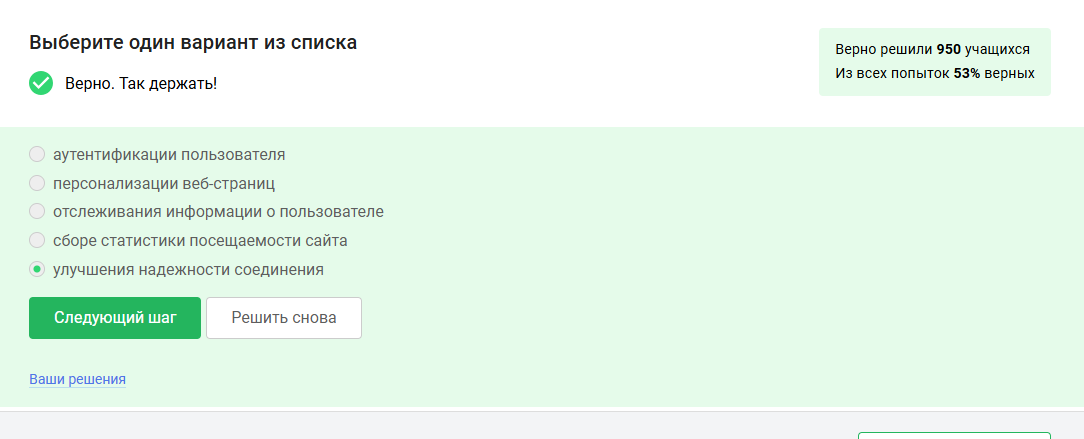 Выберите один вариант из списка
Верно. Так держать!
Верно решили 950 учащихся
Из всех попыток 53% верных
аутентификации пользователя
персонализации веб-страниц
отслеживания информации о пользователе
сборе статистики посещаемости сайта
улучшения надежности соединения
Следующий шаг
Решить снова
Ваши решения